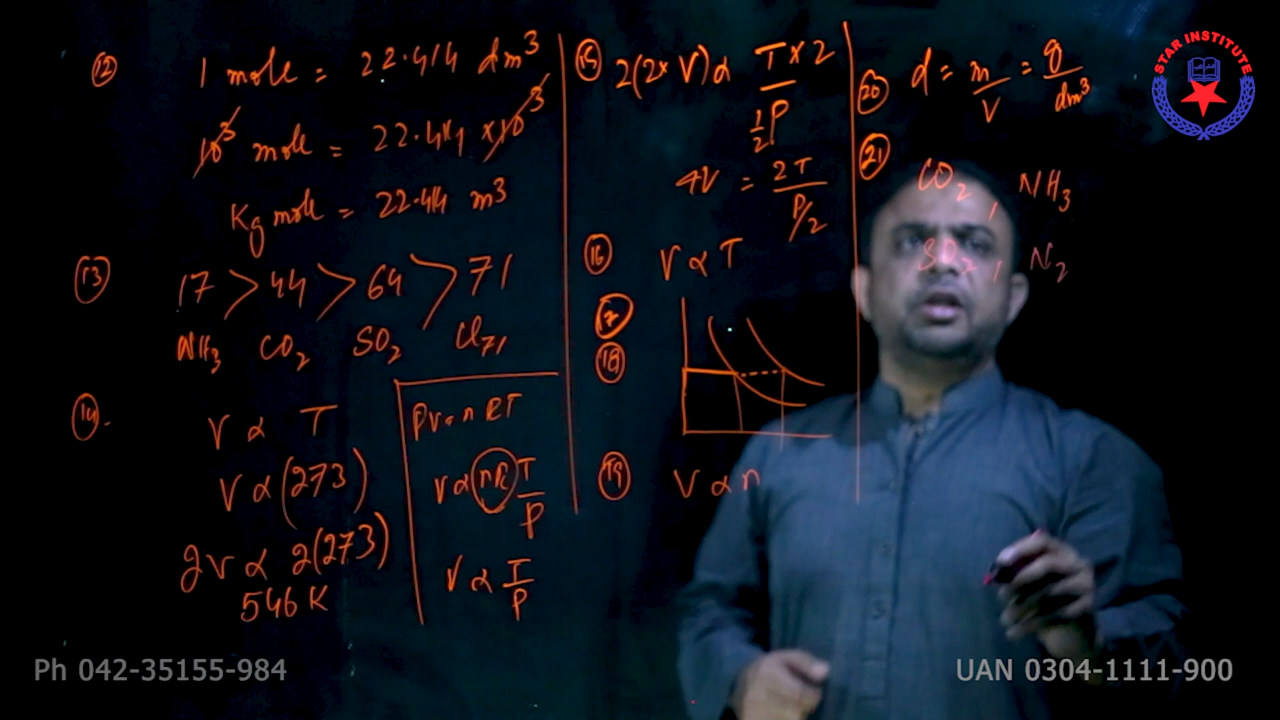 (12) 1 mole = 22.414 dm³
10³ mole = 22.414 × 10³
Kg mole = 22.414 m³
(13) 17 > 44 > 64 > 71
NH₃ CO₂ SO₂ Cl₇₁
(14). V ∝ T
V ∝ (273)
2V ∝ 2(273)
546 K
PV = nRT
V ∝ (nR) T/P
V ∝ T/P
(15) 2(2× V) ∝ T × 2 / ½P
4V = 2T / P/2
(16) V ∝ T
(17)
(18)
(19) V ∝ n
(20) d = m/V = g/dm³
(21) CO₂, NH₃
SO₂, N₂
STAR INSTITUTE
Ph 042-35155-984
UAN 0304-1111-900